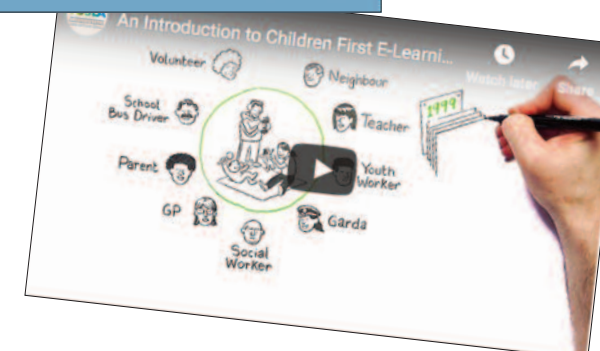 An Introduction to Children First E-Learni...
Watch later
Share
Volunteer
Neighbour
1999
School
Bus Driver
Teacher
Parent
Youth
Worker
GP
Garda
Social
Worker